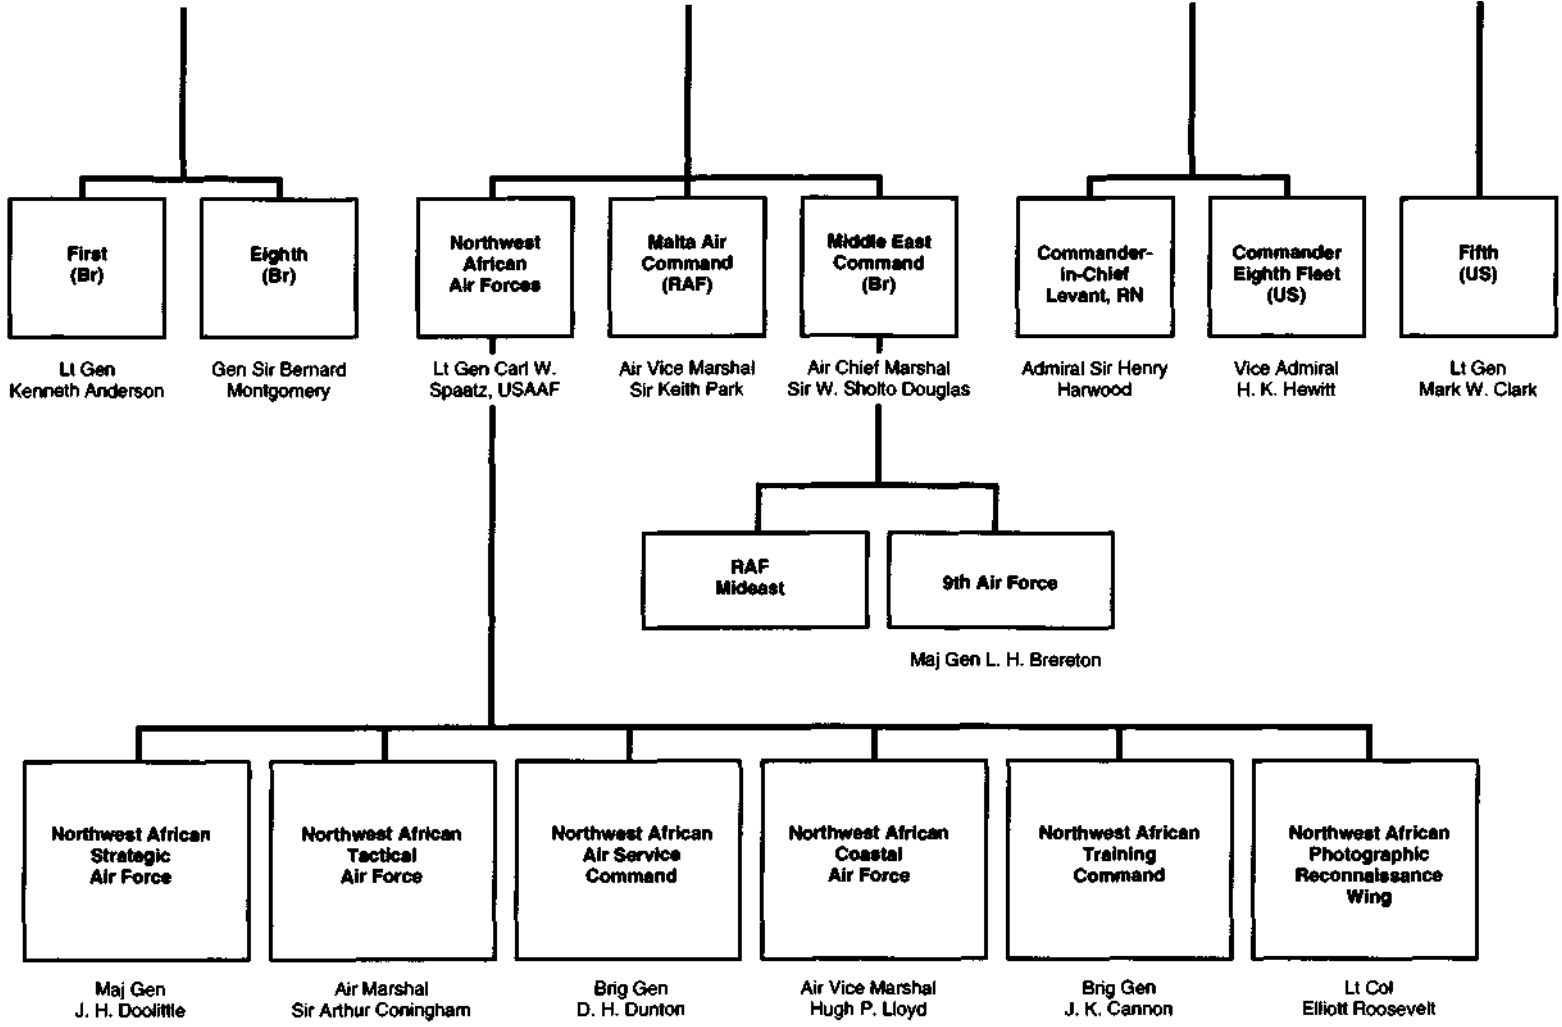 First
(Br)
Lt Gen
Kenneth Anderson
Eighth
(Br)
Gen Sir Bernard
Montgomery
Northwest
African
Air Forces
Lt Gen Carl W.
Spaatz, USAAF
Malta Air
Command
(RAF)
Air Vice Marshal
Sir Keith Park
Middle East
Command
(Br)
Air Chief Marshal
Sir W. Sholto Douglas
Commander-
in-Chief
Levant, RN
Admiral Sir Henry
Harwood
Commander
Eighth Fleet
(US)
Vice Admiral
H. K. Hewitt
Fifth
(US)
Lt Gen
Mark W. Clark
RAF
Mideast
9th Air Force
Maj Gen L. H. Brereton
Northwest African
Strategic
Air Force
Maj Gen
J. H. Doolittle
Northwest African
Tactical
Air Force
Air Marshal
Sir Arthur Coningham
Northwest African
Air Service
Command
Brig Gen
D. H. Dunton
Northwest African
Coastal
Air Force
Air Vice Marshal
Hugh P. Lloyd
Northwest African
Training
Command
Brig Gen
J. K. Cannon
Northwest African
Photographic
Reconnaissance
Wing
Lt Col
Elliott Roosevelt